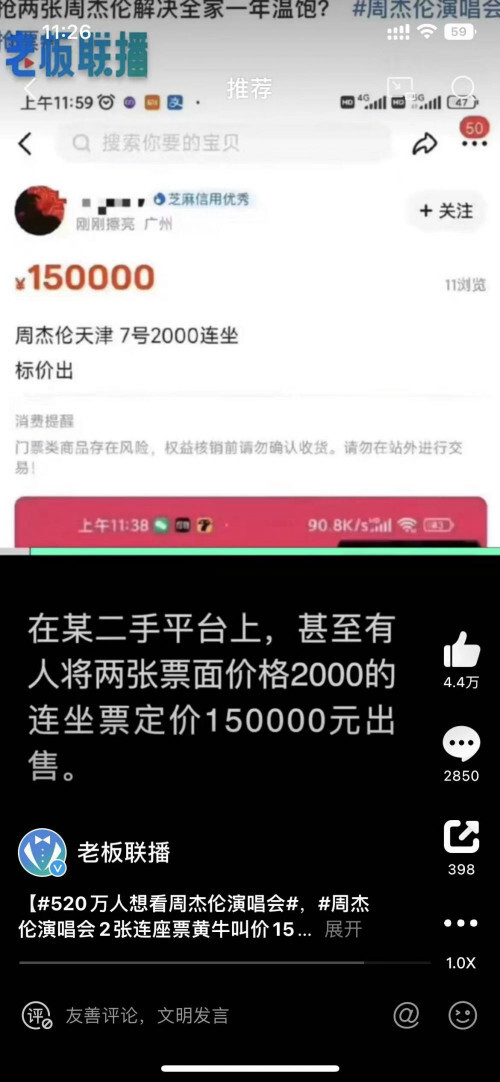 抢两张周杰伦解决全家一年温饱? #周杰伦演唱会
抢票
11:26
59
老板联播
推荐
上午11:59
HD 4G HD 5G 47
搜索你要的宝贝
50
芝麻信用优秀
刚刚擦亮 广州
+ 关注
¥150000
11浏览
周杰伦天津 7号2000连坐
标价出
消费提醒
门票类商品存在风险，权益核销前请勿确认收货。请勿在站外进行交
易！
上午11:38
90.8K/s
43
在某二手平台上，甚至有
人将两张票面价格2000的
连坐票定价150000元出
售。
4.4万
2850
老板联播
398
【#520万人想看周杰伦演唱会#，#周杰
伦演唱会2张连座票黄牛叫价15... 展开
1.0X
评 友善评论，文明发言